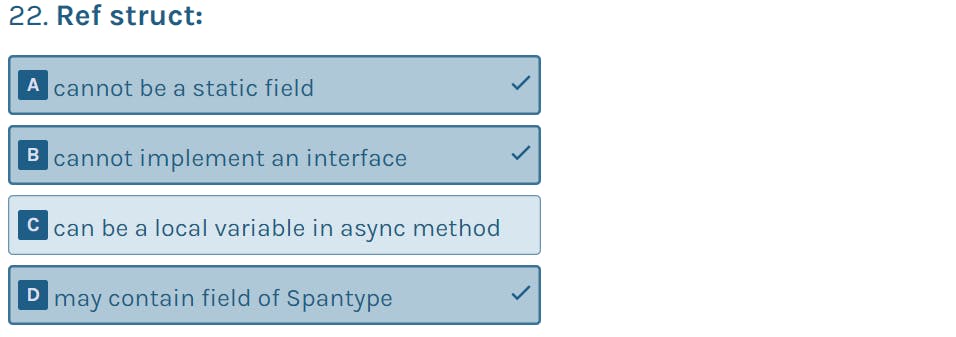 22. Ref struct:
A cannot be a static field
B cannot implement an interface
C can be a local variable in async method
D may contain field of Spantype